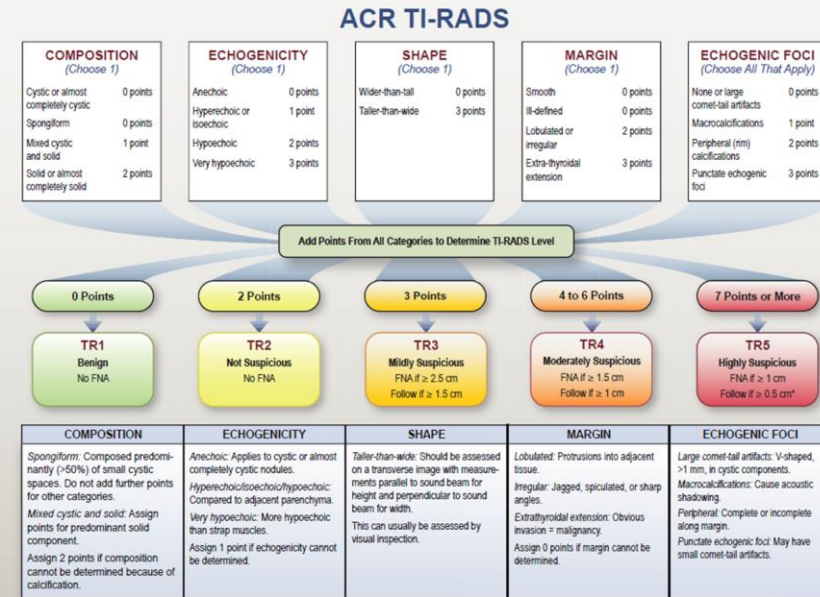 ACR TI-RADS
COMPOSITION
(Choose 1)
Cystic or almost completely cystic 0 points
Spongiform 0 points
Mixed cystic and solid 1 point
Solid or almost completely solid 2 points
ECHOGENICITY
(Choose 1)
Anechoic 0 points
Hyperechoic or isoechoic 1 point
Hypoechoic 2 points
Very hypoechoic 3 points
SHAPE
(Choose 1)
Wider-than-tall 0 points
Taller-than-wide 3 points
MARGIN
(Choose 1)
Smooth 0 points
Ill-defined 0 points
Lobulated or irregular 2 points
Extra-thyroidal extension 3 points
ECHOGENIC FOCI
(Choose All That Apply)
None or large comet-tail artifacts 0 points
Macrocalcifications 1 point
Peripheral (rim) calcifications 2 points
Punctate echogenic foci 3 points
Add Points From All Categories to Determine TI-RADS Level
0 Points
2 Points
3 Points
4 to 6 Points
7 Points or More
TR1
Benign
No FNA
TR2
Not Suspicious
No FNA
TR3
Mildly Suspicious
FNA if ≥ 2.5 cm
Follow if ≥ 1.5 cm
TR4
Moderately Suspicious
FNA if ≥ 1.5 cm
Follow if ≥ 1 cm
TR5
Highly Suspicious
FNA if ≥ 1 cm
Follow if ≥ 0.5 cm*
COMPOSITION
Spongiform: Composed predomi-
nantly (>50%) of small cystic
spaces. Do not add further points
for other categories.
Mixed cystic and solid: Assign
points for predominant solid
component.
Assign 2 points if composition
cannot be determined because of
calcification.
ECHOGENICITY
Anechoic: Applies to cystic or almost
completely cystic nodules.
Hyperechoic/isoechoic/hypoechoic:
Compared to adjacent parenchyma.
Very hypoechoic: More hypoechoic
than strap muscles.
Assign 1 point if echogenicity cannot
be determined.
SHAPE
Taller-than-wide: Should be assessed
on a transverse image with measure-
ments parallel to sound beam for
height and perpendicular to sound
beam for width.
This can usually be assessed by
visual inspection.
MARGIN
Lobulated: Protrusions into adjacent
tissue.
Irregular: Jagged, spiculated, or sharp
angles.
Extrathyroidal extension: Obvious
invasion = malignancy.
Assign 0 points if margin cannot be
determined.
ECHOGENIC FOCI
Large comet-tail artifacts: V-shaped,
>1 mm, in cystic components.
Macrocalcifications: Cause acoustic
shadowing.
Peripheral: Complete or incomplete
along margin.
Punctate echogenic foci: May have
small comet-tail artifacts.